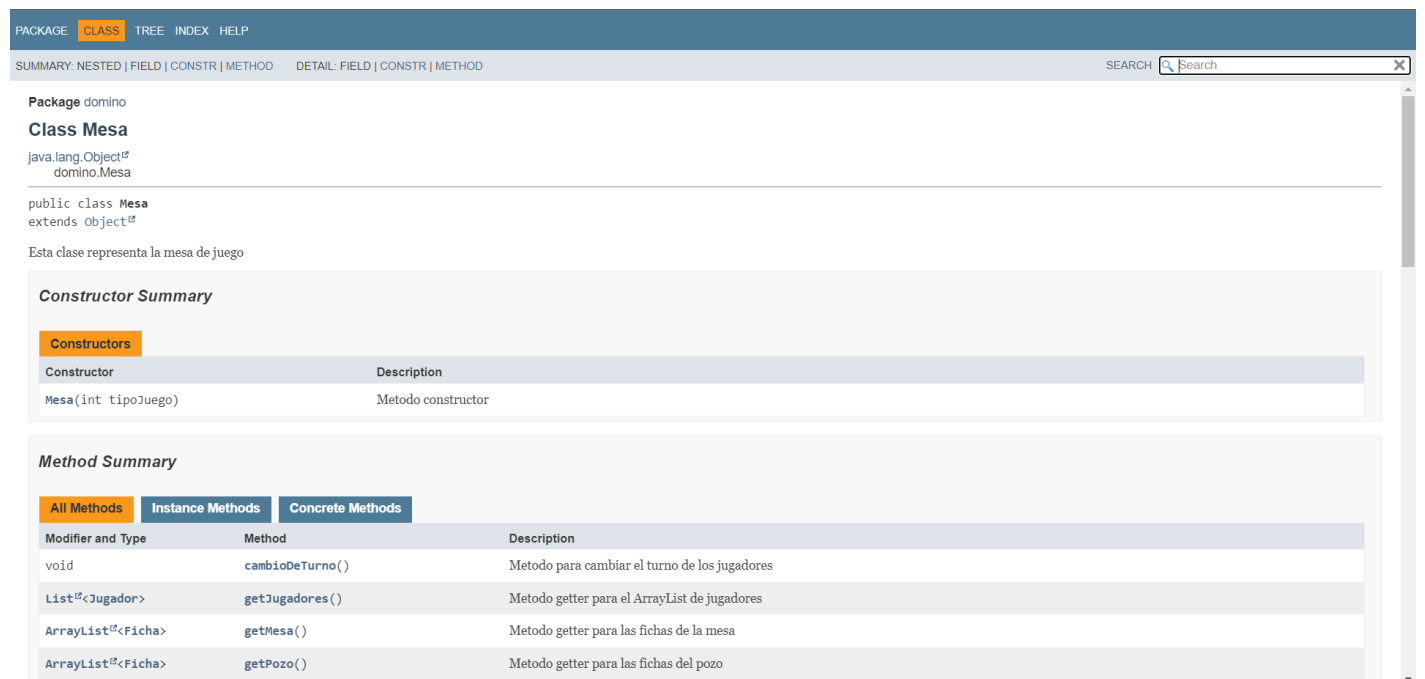 PACKAGE CLASS TREE INDEX HELP
SUMMARY: NESTED | FIELD | CONSTR | METHOD DETAIL: FIELD | CONSTR | METHOD SEARCH Search
Package domino
Class Mesa
java.lang.Object
domino.Mesa
public class Mesa
extends Object
Esta clase representa la mesa de juego
Constructor Summary
Constructors
Constructor Description
Mesa(int tipoJuego) Metodo constructor
Method Summary
All Methods Instance Methods Concrete Methods
Modifier and Type Method Description
void cambioDeTurno() Metodo para cambiar el turno de los jugadores
List<Jugador> getJugadores() Metodo getter para el ArrayList de jugadores
ArrayList<Ficha> getMesa() Metodo getter para las fichas de la mesa
ArrayList<Ficha> getPozo() Metodo getter para las fichas del pozo